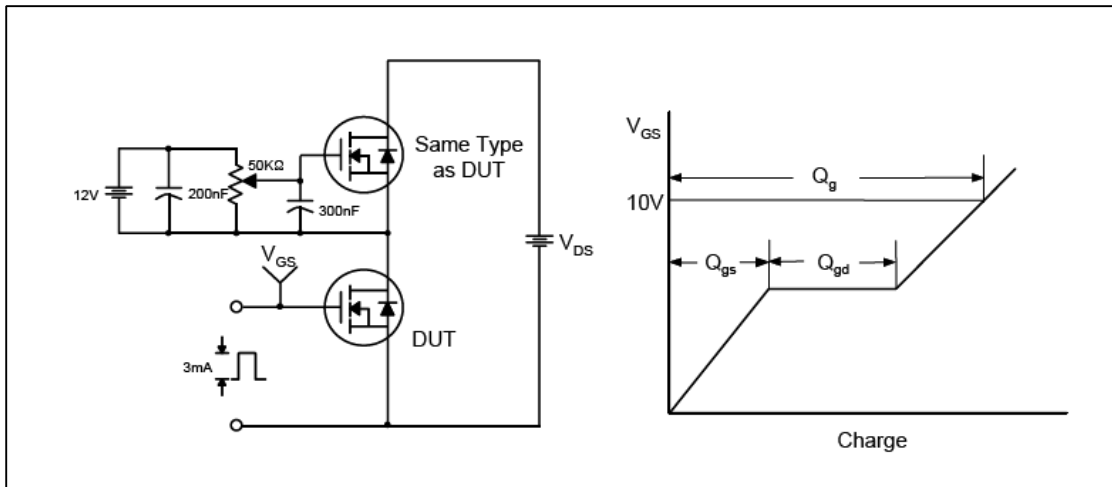 Same Type
as DUT
50KΩ
12V
200nF
300nF
V_GS
DUT
3mA
V_DS
V_GS
10V
Q_g
Q_gs
Q_gd
Charge